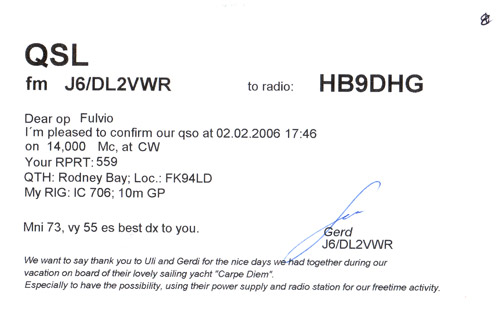 QSL
fm J6/DL2VWR to radio: HB9DHG
Dear op Fulvio
I´m pleased to confirm our qso at 02.02.2006 17:46
on 14,000 Mc, at CW
Your RPRT: 559
QTH: Rodney Bay; Loc.: FK94LD
My RIG: IC 706; 10m GP
Mni 73, vy 55 es best dx to you.
Gerd
J6/DL2VWR
We want to say thank you to Uli and Gerdi for the nice days we had together during our
vacation on board of their lovely sailing yacht "Carpe Diem".
Especially to have the possibility, using their power supply and radio station for our freetime activity.